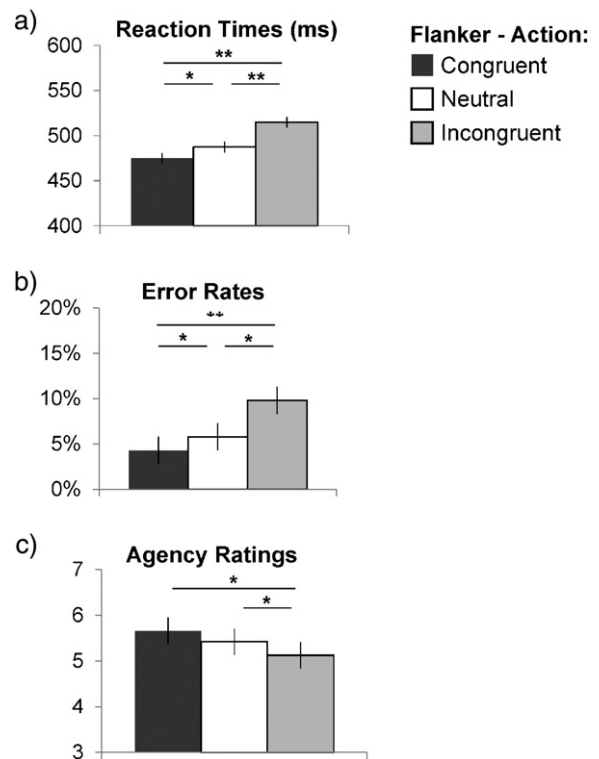 a)
Reaction Times (ms)
600
550
500
450
400
**
*
**
Flanker - Action:
Congruent
Neutral
Incongruent
b)
Error Rates
20%
15%
10%
5%
0%
**
*
*
c)
Agency Ratings
7
6
5
4
3
*
*